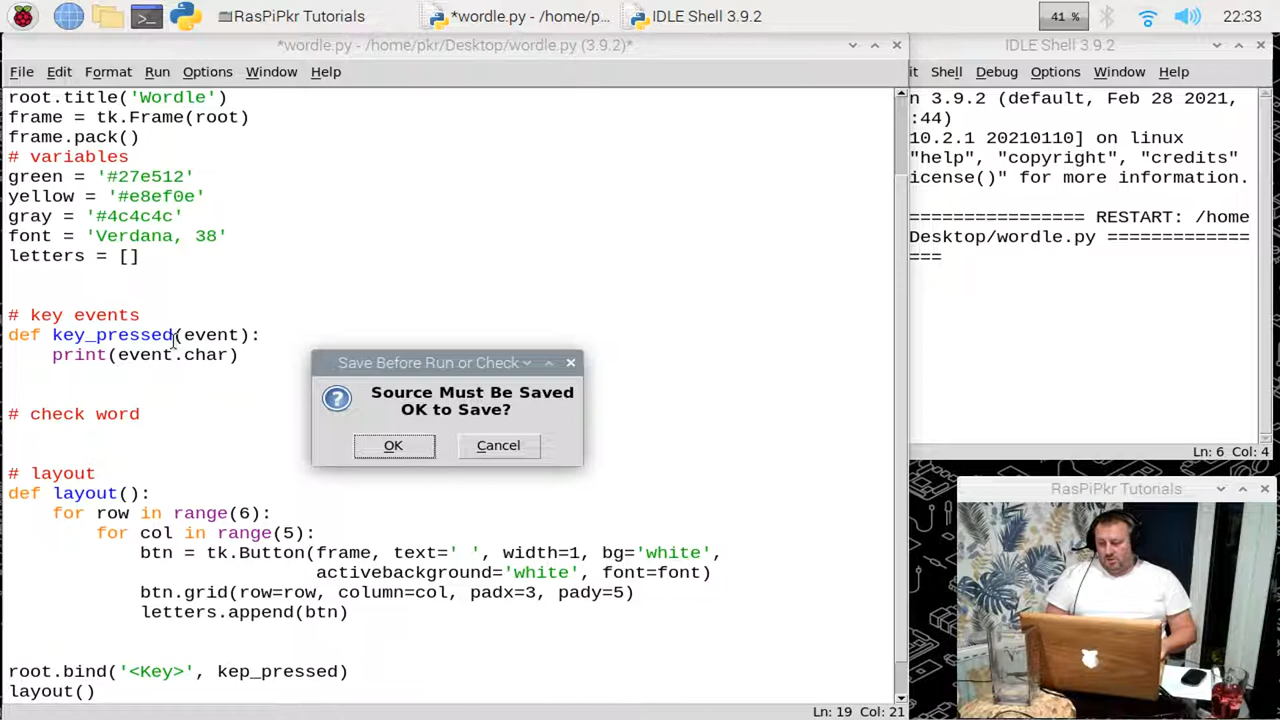 RasPiPkr Tutorials
*wordle.py - /home/p...
IDLE Shell 3.9.2
41 %
22:33
*wordle.py - /home/pkr/Desktop/wordle.py (3.9.2)*
File Edit Format Run Options Window Help
root.title('Wordle')
frame = tk.Frame(root)
frame.pack()
# variables
green = '#27e512'
yellow = '#e8ef0e'
gray = '#4c4c4c'
font = 'Verdana, 38'
letters = []
# key events
def key_pressed(event):
    print(event.char)
# check word
# layout
def layout():
    for row in range(6):
        for col in range(5):
            btn = tk.Button(frame, text=' ', width=1, bg='white',
                            activebackground='white', font=font)
            btn.grid(row=row, column=col, padx=3, pady=5)
            letters.append(btn)
root.bind('<Key>', kep_pressed)
layout()
Ln: 19 Col: 21
Save Before Run or Check
Source Must Be Saved
OK to Save?
OK Cancel
IDLE Shell 3.9.2
it Shell Debug Options Window Help
n 3.9.2 (default, Feb 28 2021,
:44)
10.2.1 20210110] on linux
"help", "copyright", "credits"
icense()" for more information.
================ RESTART: /home
Desktop/wordle.py =============
===
Ln: 6 Col: 4
RasPiPkr Tutorials